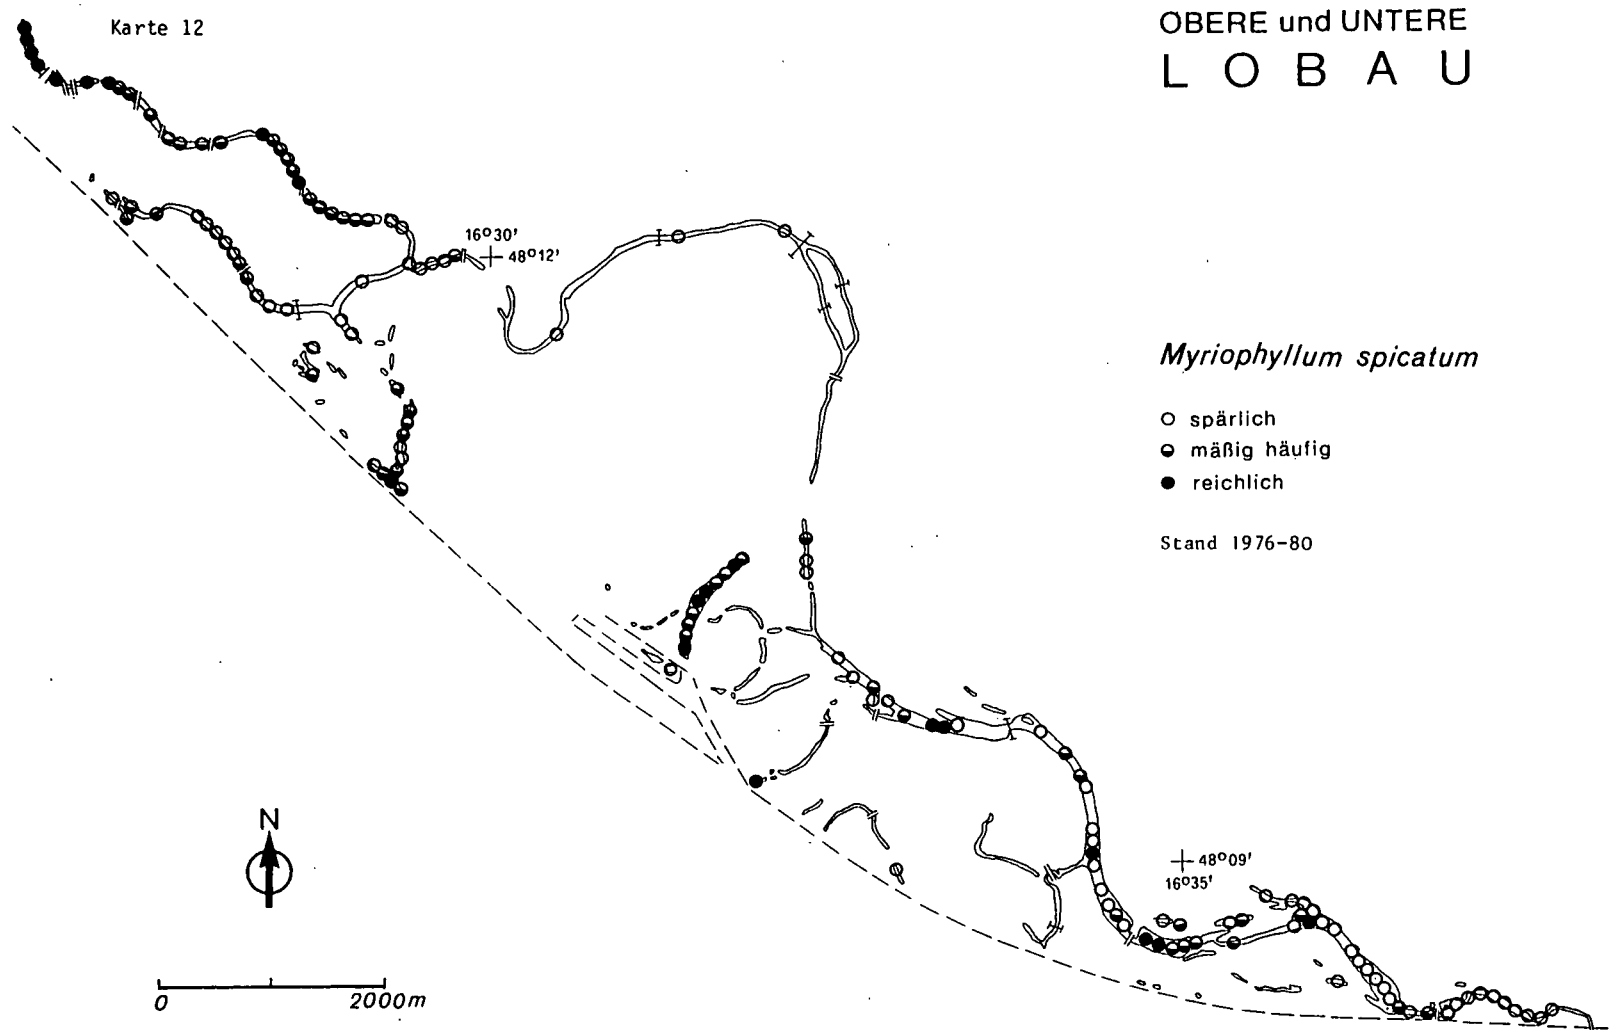 Karte 12
OBERE und UNTERE
LOBAU
16°30'
48°12'
Myriophyllum spicatum
spärlich
mäßig häufig
reichlich
Stand 1976-80
N
48°09'
16°35'
0 2000m